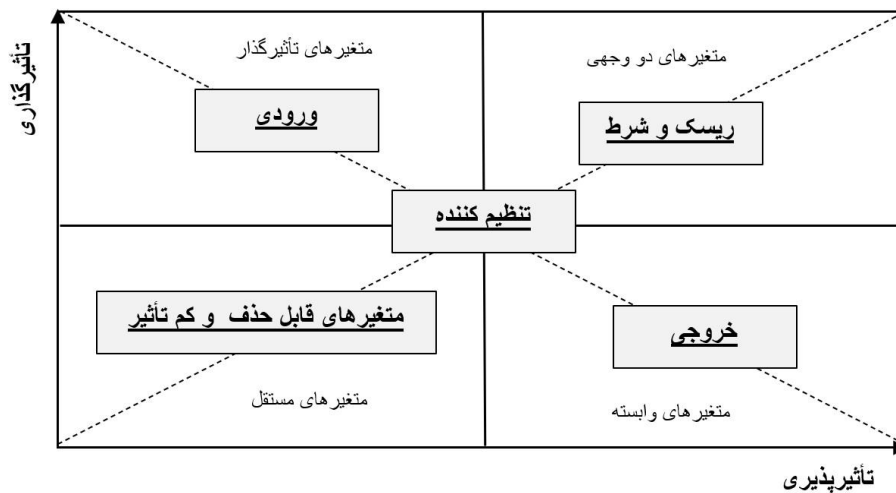 تأثیرگذاری
متغیرهای دو وجهی
متغیرهای تأثیرگذار
ریسک و شرط
ورودی
تنظیم کننده
خروجی
متغیرهای قابل حذف و کم تأثیر
متغیرهای وابسته
متغیرهای مستقل
تأثیرپذیری